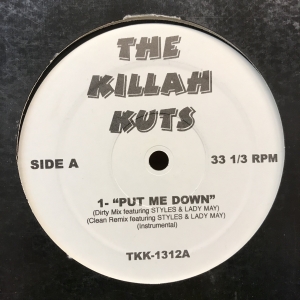 THE
KILLAH
KUTS
SIDE A
33 1/3 RPM
1- "PUT ME DOWN"
(Dirty Mix featuring STYLES & LADY MAY)
(Clean Remix featuring STYLES & LADY MAY)
(Instrumental)
TKK-1312A